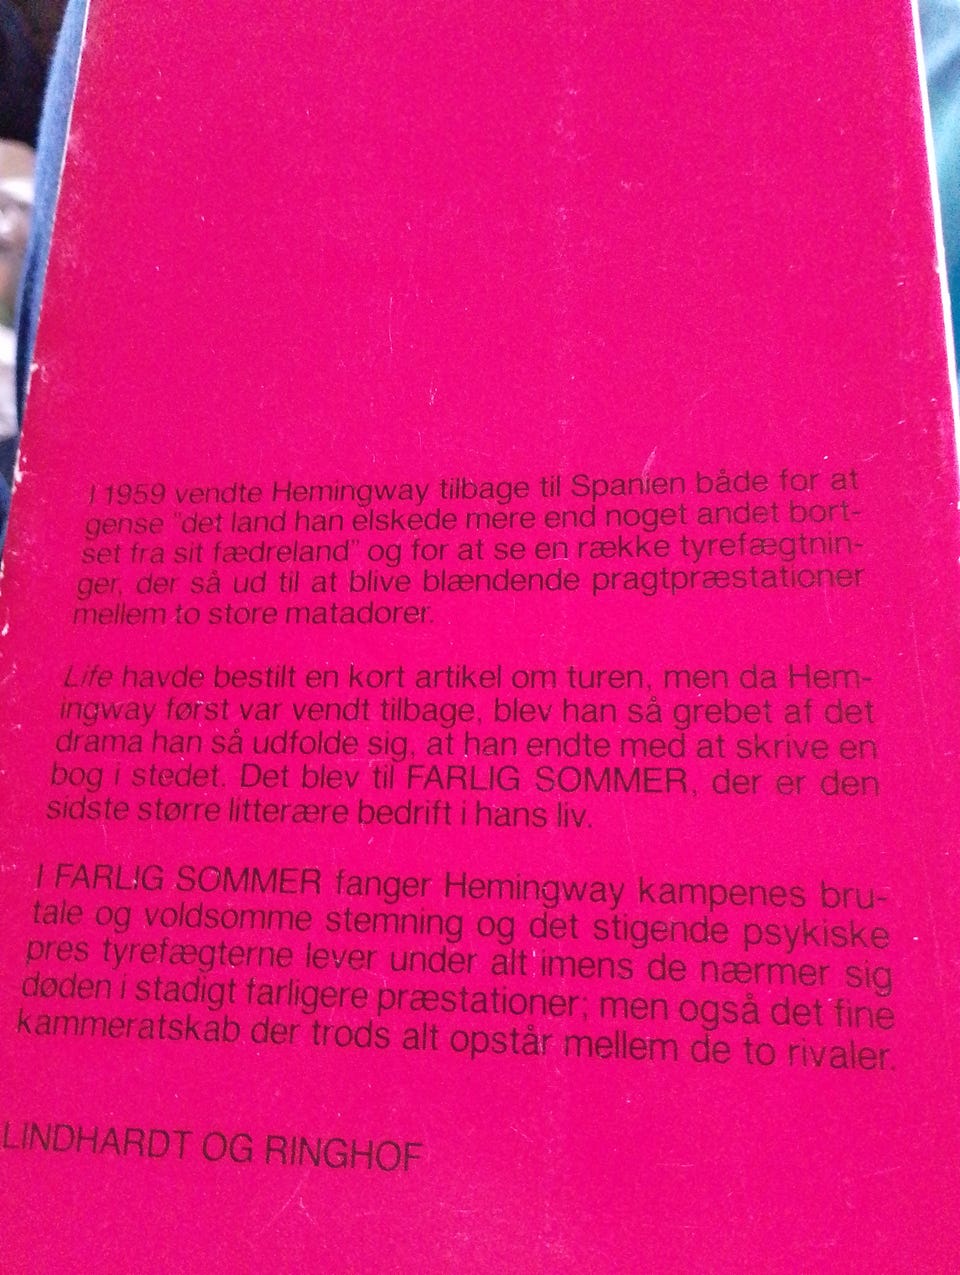 I 1959 vendte Hemingway tilbage til Spanien både for at
gense "det land han elskede mere end noget andet bort-
set fra sit fædreland" og for at se en række tyrefægtnin-
ger, der så ud til at blive blændende pragtpræstationer
mellem to store matadorer.
Life havde bestilt en kort artikel om turen, men da Hem-
ingway først var vendt tilbage, blev han så grebet af det
drama han så udfolde sig, at han endte med at skrive en
bog i stedet. Det blev til FARLIG SOMMER, der er den
sidste større litterære bedrift i hans liv.
I FARLIG SOMMER fanger Hemingway kampenes bru-
tale og voldsomme stemning og det stigende psykiske
pres tyrefægterne lever under alt imens de nærmer sig
døden i stadigt farligere præstationer; men også det fine
kammeratskab der trods alt opstår mellem de to rivaler.
LINDHARDT OG RINGHOF